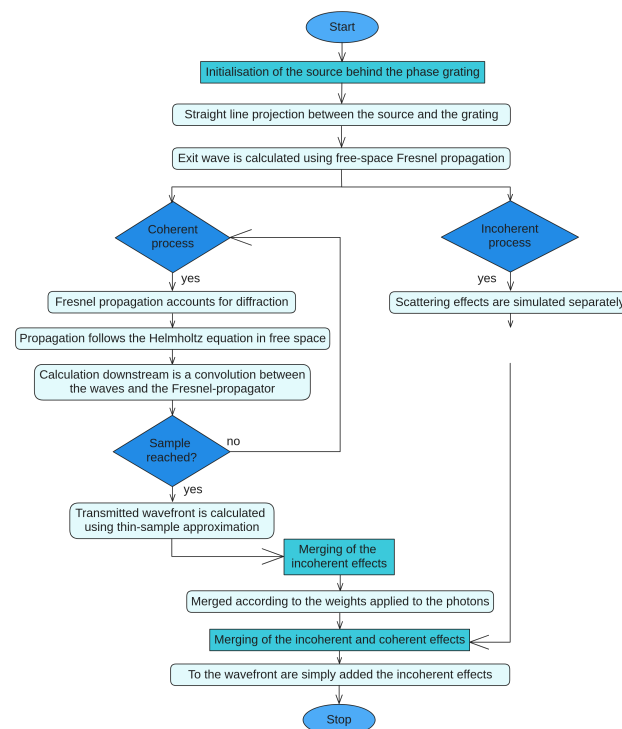 Start
Initialisation of the source behind the phase grating
Straight line projection between the source and the grating
Exit wave is calculated using free-space Fresnel propagation
Coherent
process
Incoherent
process
yes
yes
Fresnel propagation accounts for diffraction
Scattering effects are simulated separately
Propagation follows the Helmholtz equation in free space
Calculation downstream is a convolution between
the waves and the Fresnel-propagator
Sample
reached?
no
yes
Transmitted wavefront is calculated
using thin-sample approximation
Merging of the
incoherent effects
Merged according to the weights applied to the photons
Merging of the incoherent and coherent effects
To the wavefront are simply added the incoherent effects
Stop